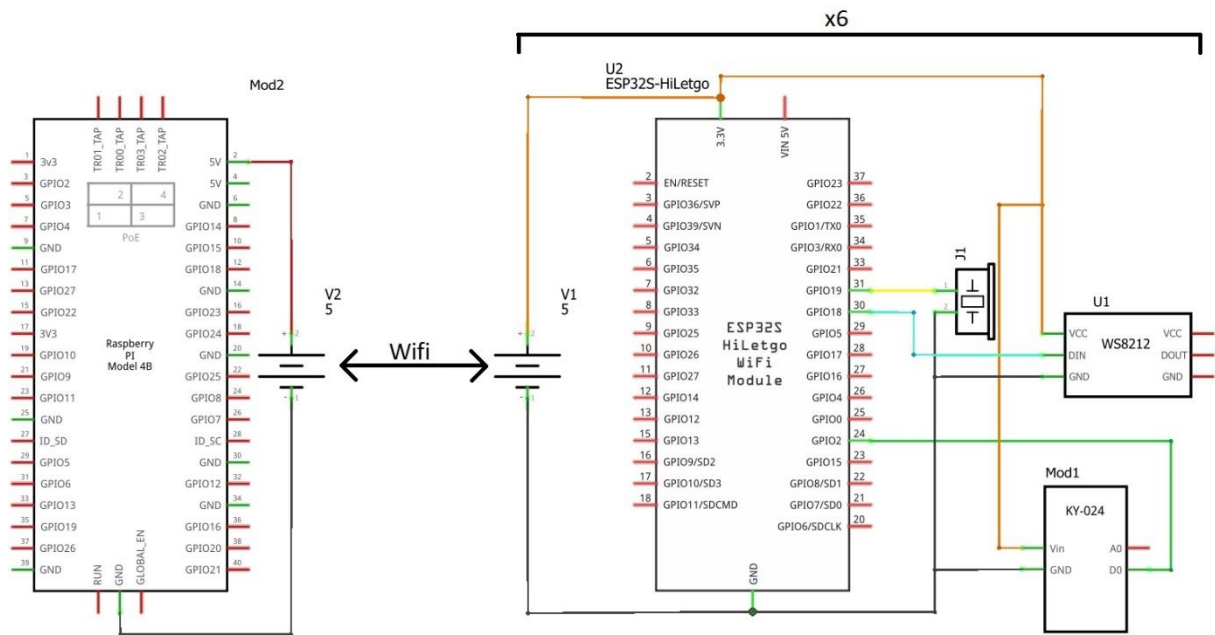 x6
Mod2
TR01_TAP
TR00_TAP
TR03_TAP
TR02_TAP
2 4
1 3
PoE
1 3v3
3 GPIO2
5 GPIO3
7 GPIO4
9 GND
11 GPIO17
13 GPIO27
15 GPIO22
17 3V3
19 GPIO10
21 GPIO9
23 GPIO11
25 GND
27 ID_SD
29 GPIO5
31 GPIO6
33 GPIO13
35 GPIO19
37 GPIO26
39 GND
Raspberry
PI
Model 4B
5V 2
5V 4
GND 6
GPIO14 8
GPIO15 10
GPIO18 12
GND 14
GPIO23 16
GPIO24 18
GND 20
GPIO25 22
GPIO8 24
GPIO7 26
ID_SC 28
GND 30
GPIO12 32
GND 34
GPIO16 36
GPIO20 38
GPIO21 40
RUN
GND
GLOBAL_EN
V2
5
+ 2
- 1
Wifi
V1
5
+ 2
- 1
U2
ESP32S-HiLetgo
3.3V
VIN 5V
2 EN/RESET
3 GPIO36/SVP
4 GPIO39/SVN
5 GPIO34
6 GPIO35
7 GPIO32
8 GPIO33
9 GPIO25
10 GPIO26
11 GPIO27
12 GPIO14
13 GPIO12
15 GPIO13
16 GPIO9/SD2
17 GPIO10/SD3
18 GPIO11/SDCMD
ESP32S
HiLetgo
WiFi
Module
GPIO23 37
GPIO22 36
GPIO1/TX0 35
GPIO3/RX0 34
GPIO21 33
GPIO19 31
GPIO18 30
GPIO5 29
GPIO17 28
GPIO16 27
GPIO4 26
GPIO0 25
GPIO2 24
GPIO15 23
GPIO8/SD1 22
GPIO7/SD0 21
GPIO6/SDCLK 20
GND
J1
1
2
U1
WS8212
VCC VCC
DIN DOUT
GND GND
Mod1
KY-024
Vin A0
GND D0